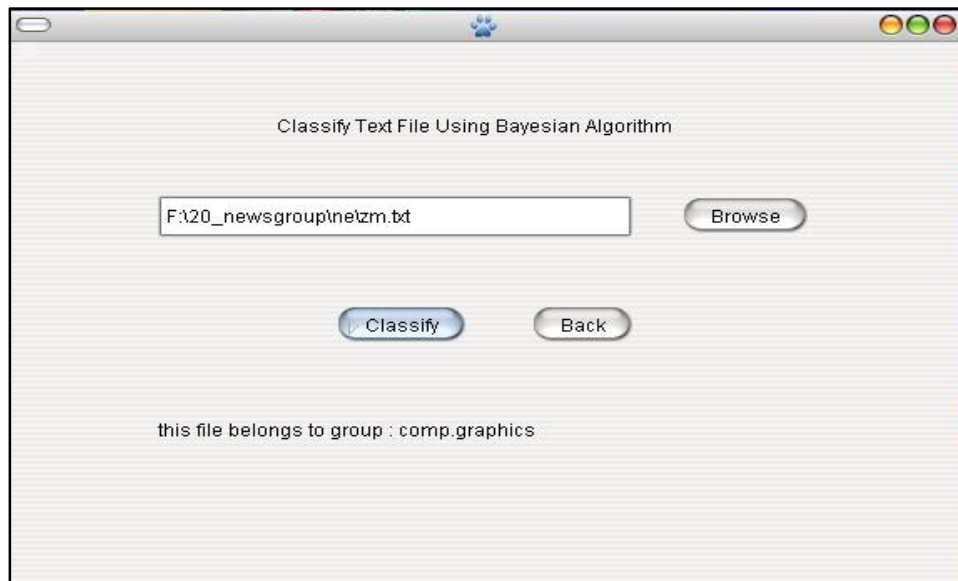 Classify Text File Using Bayesian Algorithm
F:\20_newsgroup\ne\zm.txt
Browse
Classify
Back
this file belongs to group : comp.graphics